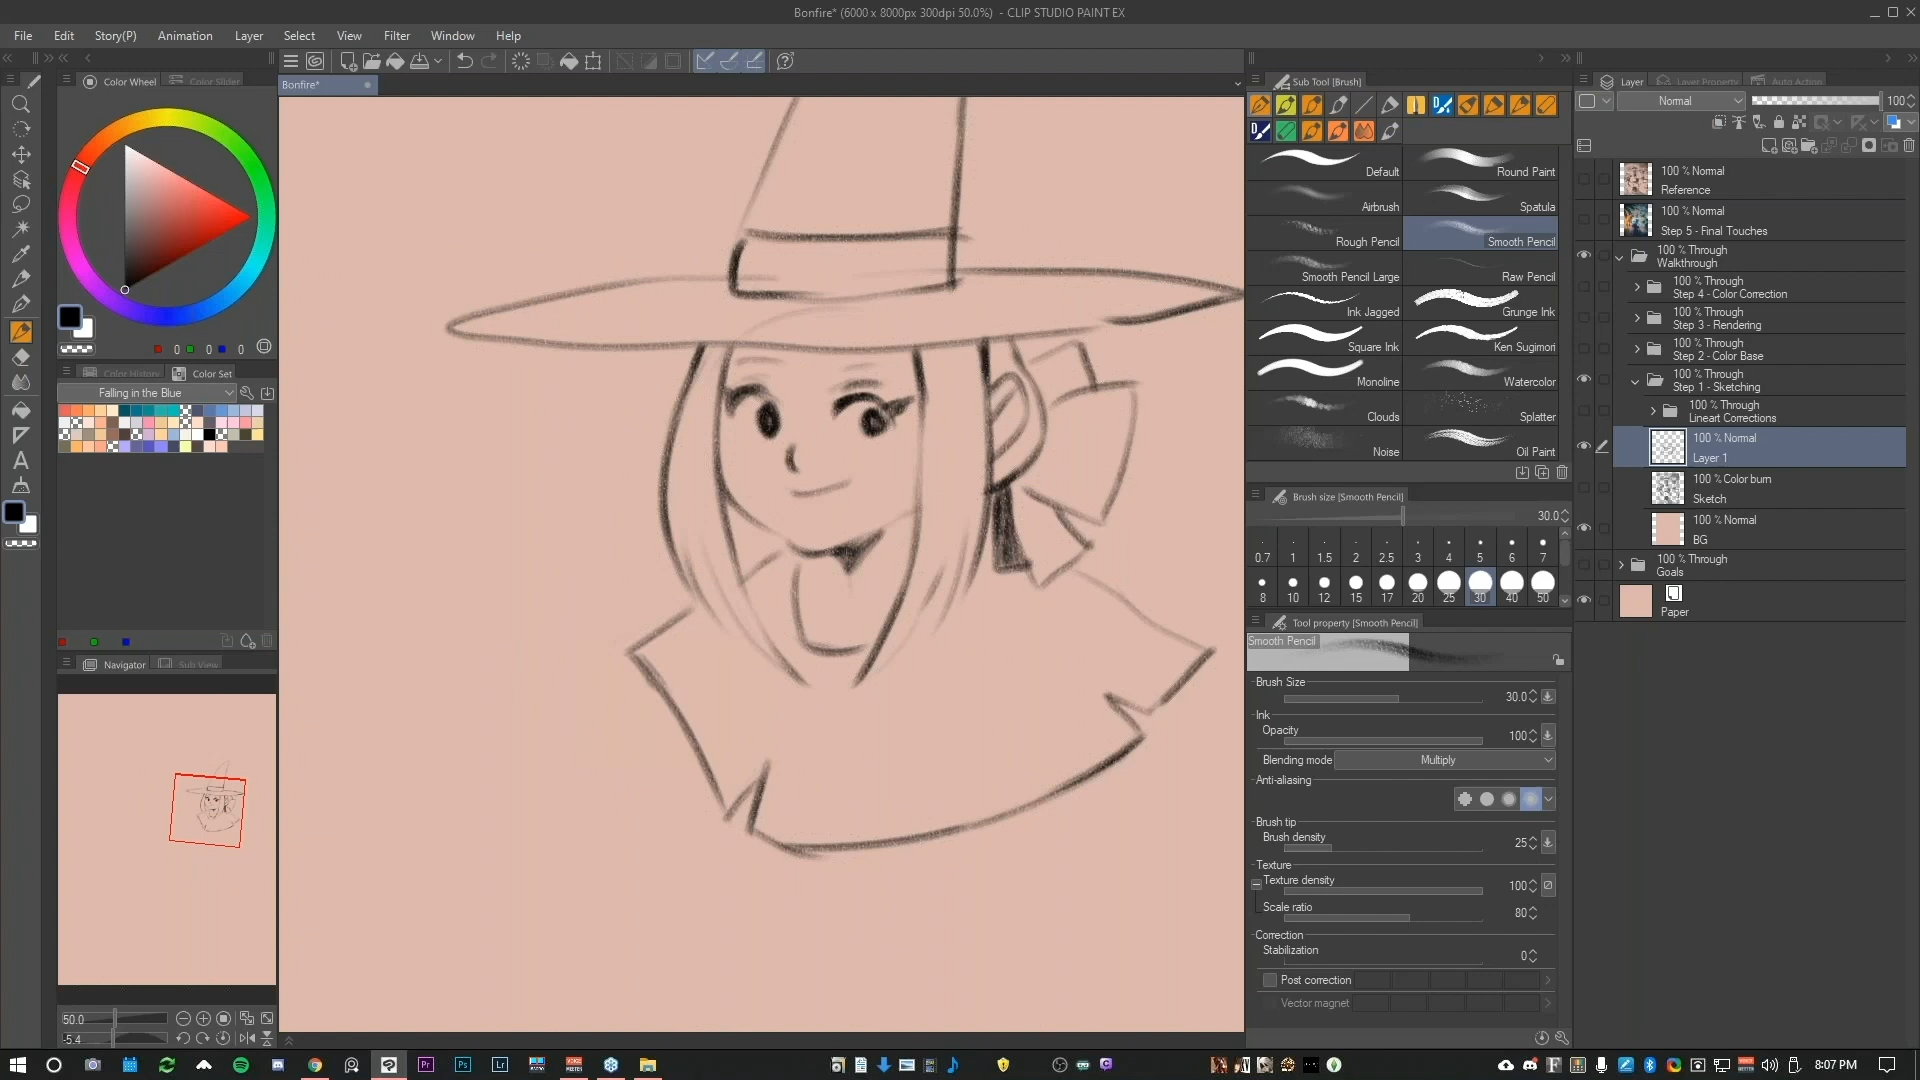 Bonfire* (6000 x 8000px 300dpi 50.0%) - CLIP STUDIO PAINT EX
File Edit Story(P) Animation Layer Select View Filter Window Help
Color Wheel Color Slider
Bonfire*
Sub Tool [Brush]
Layer Layer Property Auto Action
Normal 100
Default Round Paint
Airbrush Spatula
Rough Pencil Smooth Pencil
Smooth Pencil Large Raw Pencil
Ink Jagged Grunge Ink
Square Ink Ken Sugimori
Monoline Watercolor
Clouds Splatter
Noise Oil Paint
100 % Normal
Reference
100 % Normal
Step 5 - Final Touches
100 % Through
Walkthrough
100 % Through
Step 4 - Color Correction
100 % Through
Step 3 - Rendering
100 % Through
Step 2 - Color Base
100 % Through
Step 1 - Sketching
100 % Through
Lineart Corrections
100 % Normal
Layer 1
100 % Color burn
Sketch
100 % Normal
BG
100 % Through
Goals
Paper
0 0 0
Color History Color Set
Falling in the Blue
Navigator Sub View
50.0
-5.4
Brush size [Smooth Pencil]
30.0
0.7 1 1.5 2 2.5 3 4 5 6 7
8 10 12 15 17 20 25 30 40 50
Tool property [Smooth Pencil]
Smooth Pencil
Brush Size
30.0
Ink
Opacity
100
Blending mode Multiply
Anti-aliasing
Brush tip
Brush density
25
Texture
Texture density
100
Scale ratio
80
Correction
Stabilization
0
Post correction
Vector magnet
Pr Ps Lr
8:07 PM